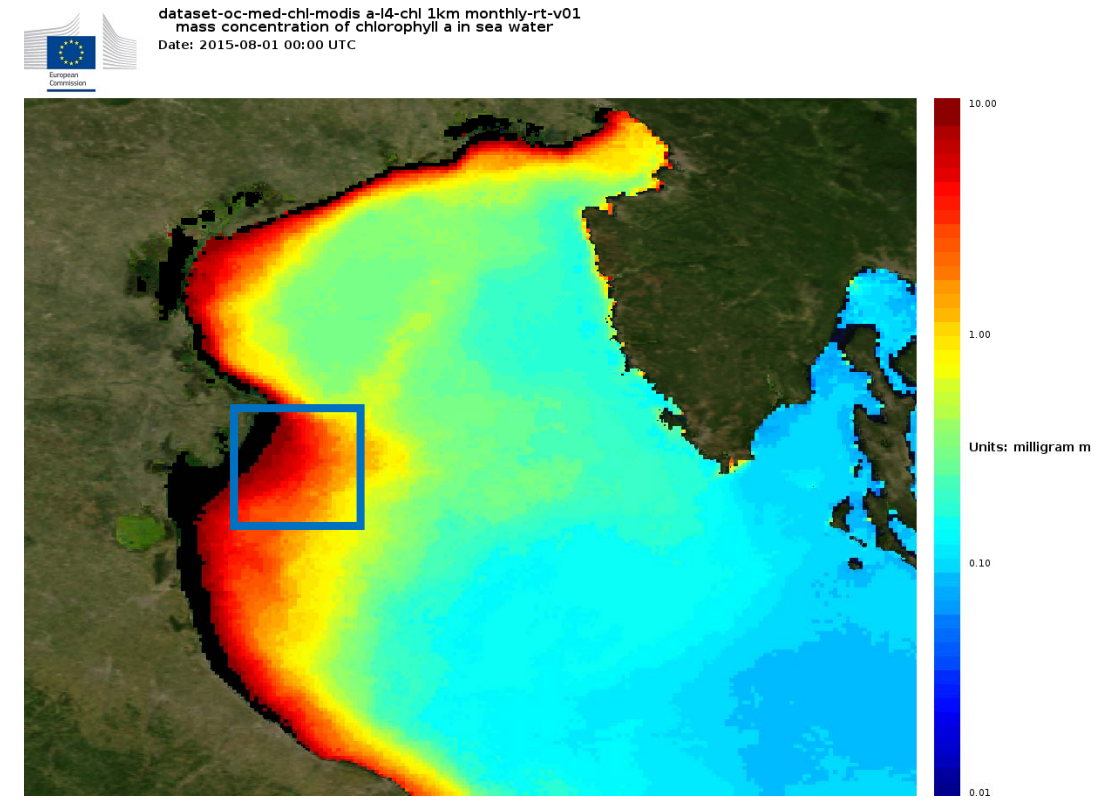 dataset-oc-med-chl-modis a-l4-chl 1km monthly-rt-v01
mass concentration of chlorophyll a in sea water
Date: 2015-08-01 00:00 UTC
European
Commission
10.00
1.00
Units: milligram m
0.10
0.01